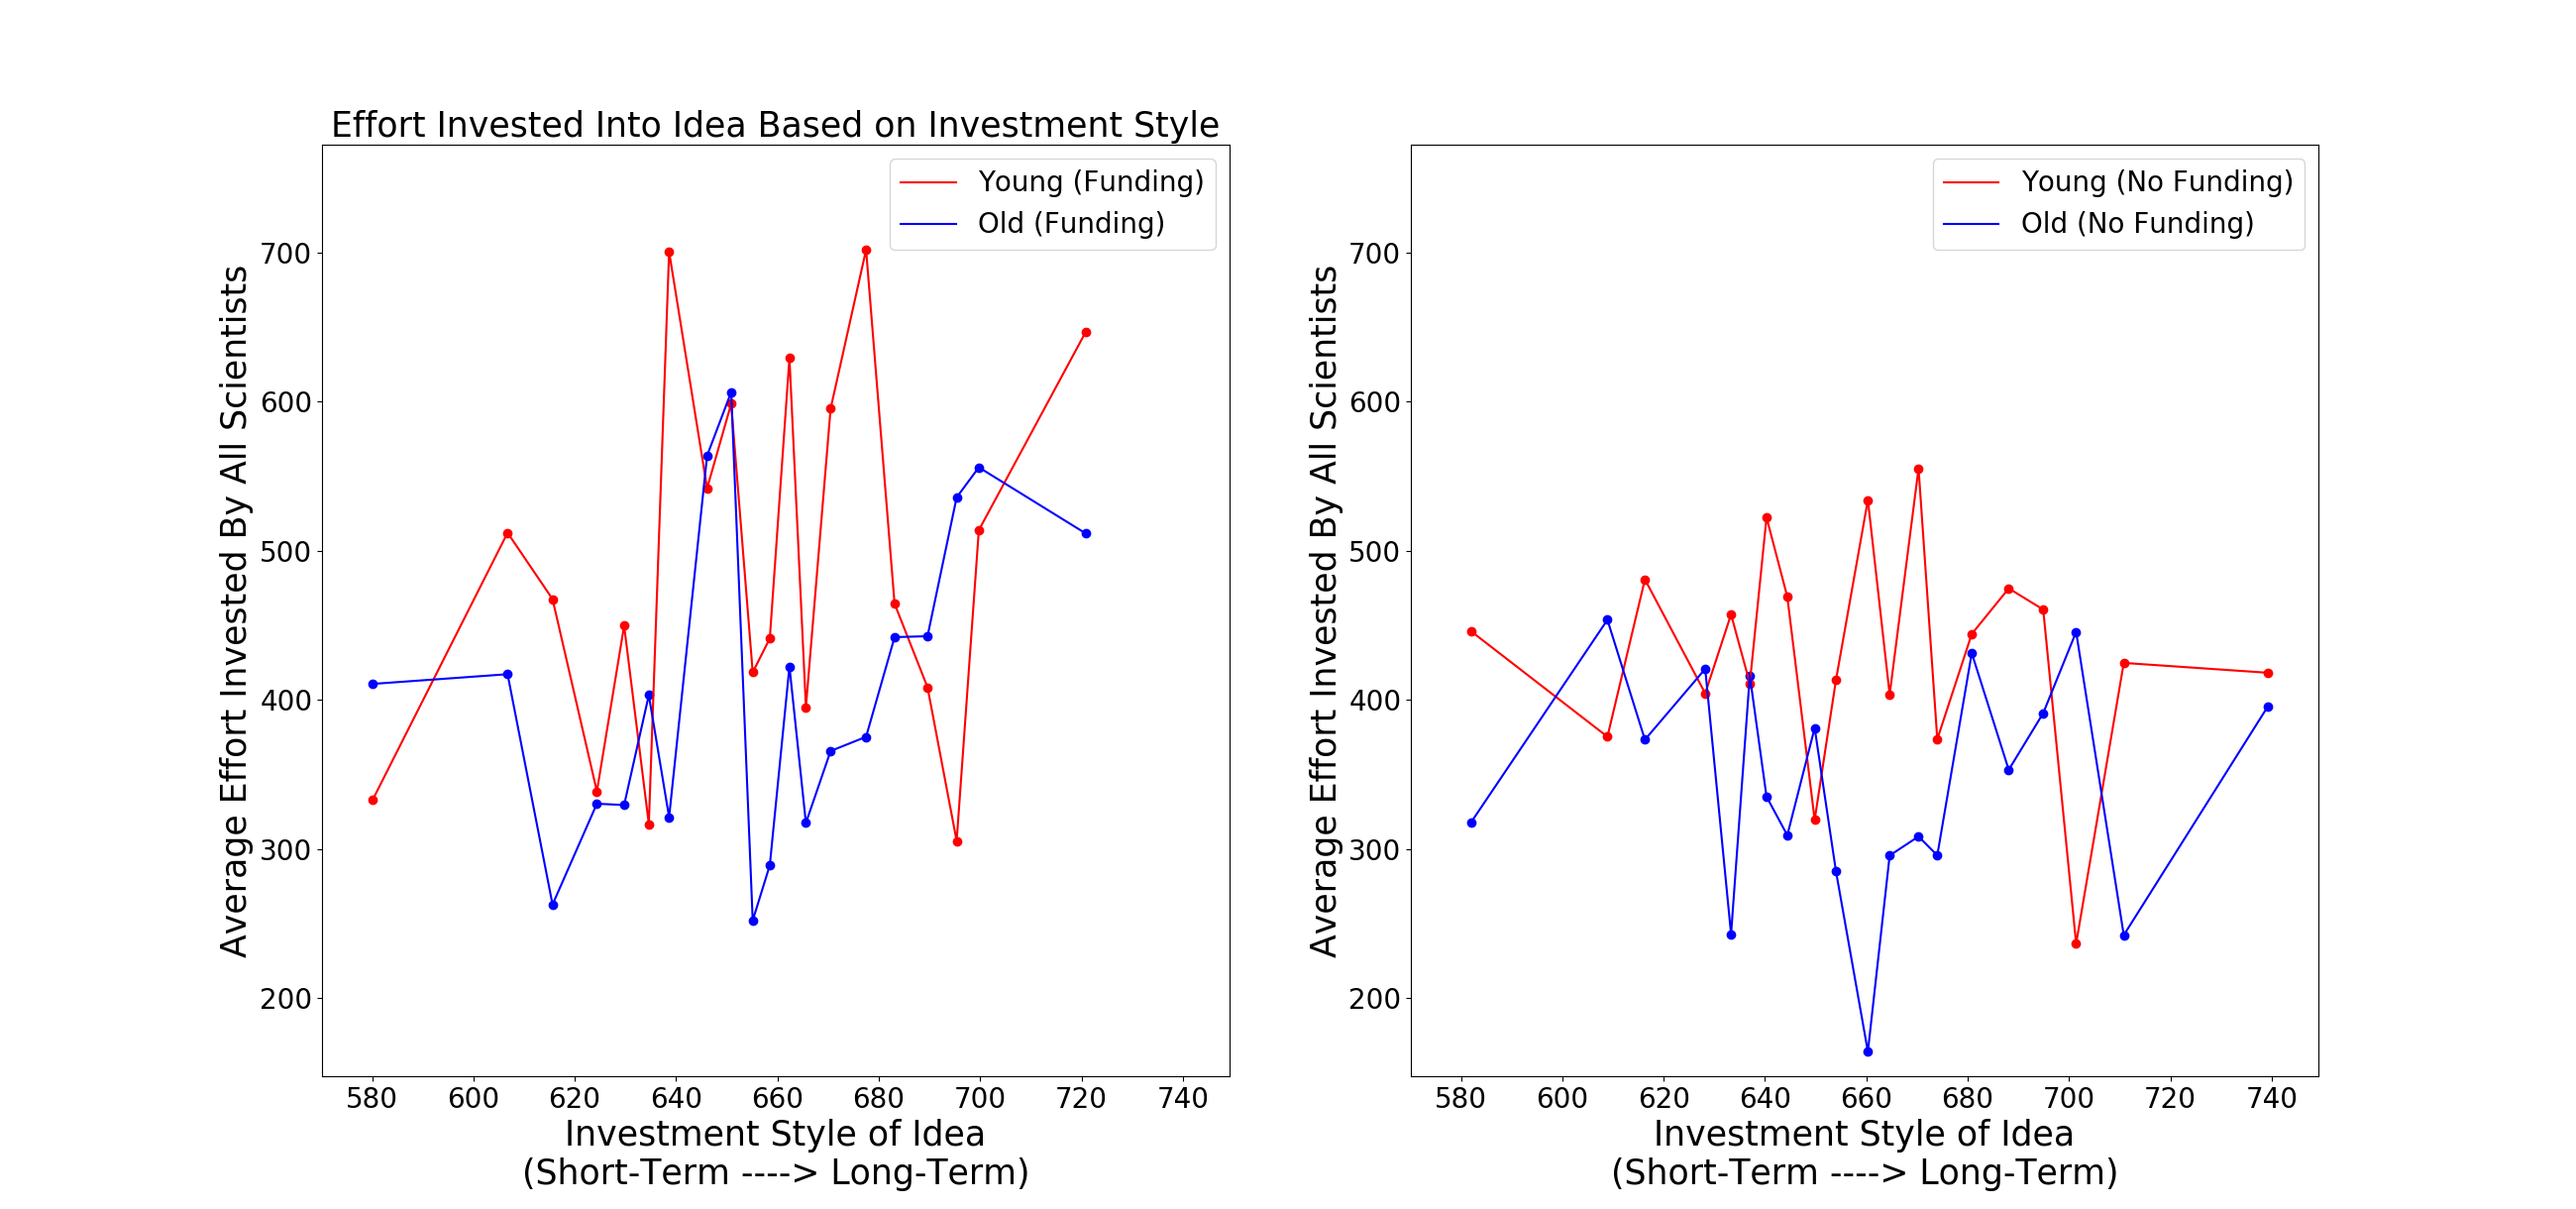 Effort Invested Into Idea Based on Investment Style
Young (Funding)
Old (Funding)
Average Effort Invested By All Scientists
700
600
500
400
300
200
580 600 620 640 660 680 700 720 740
Investment Style of Idea
(Short-Term ----> Long-Term)
Young (No Funding)
Old (No Funding)
Average Effort Invested By All Scientists
700
600
500
400
300
200
580 600 620 640 660 680 700 720 740
Investment Style of Idea
(Short-Term ----> Long-Term)